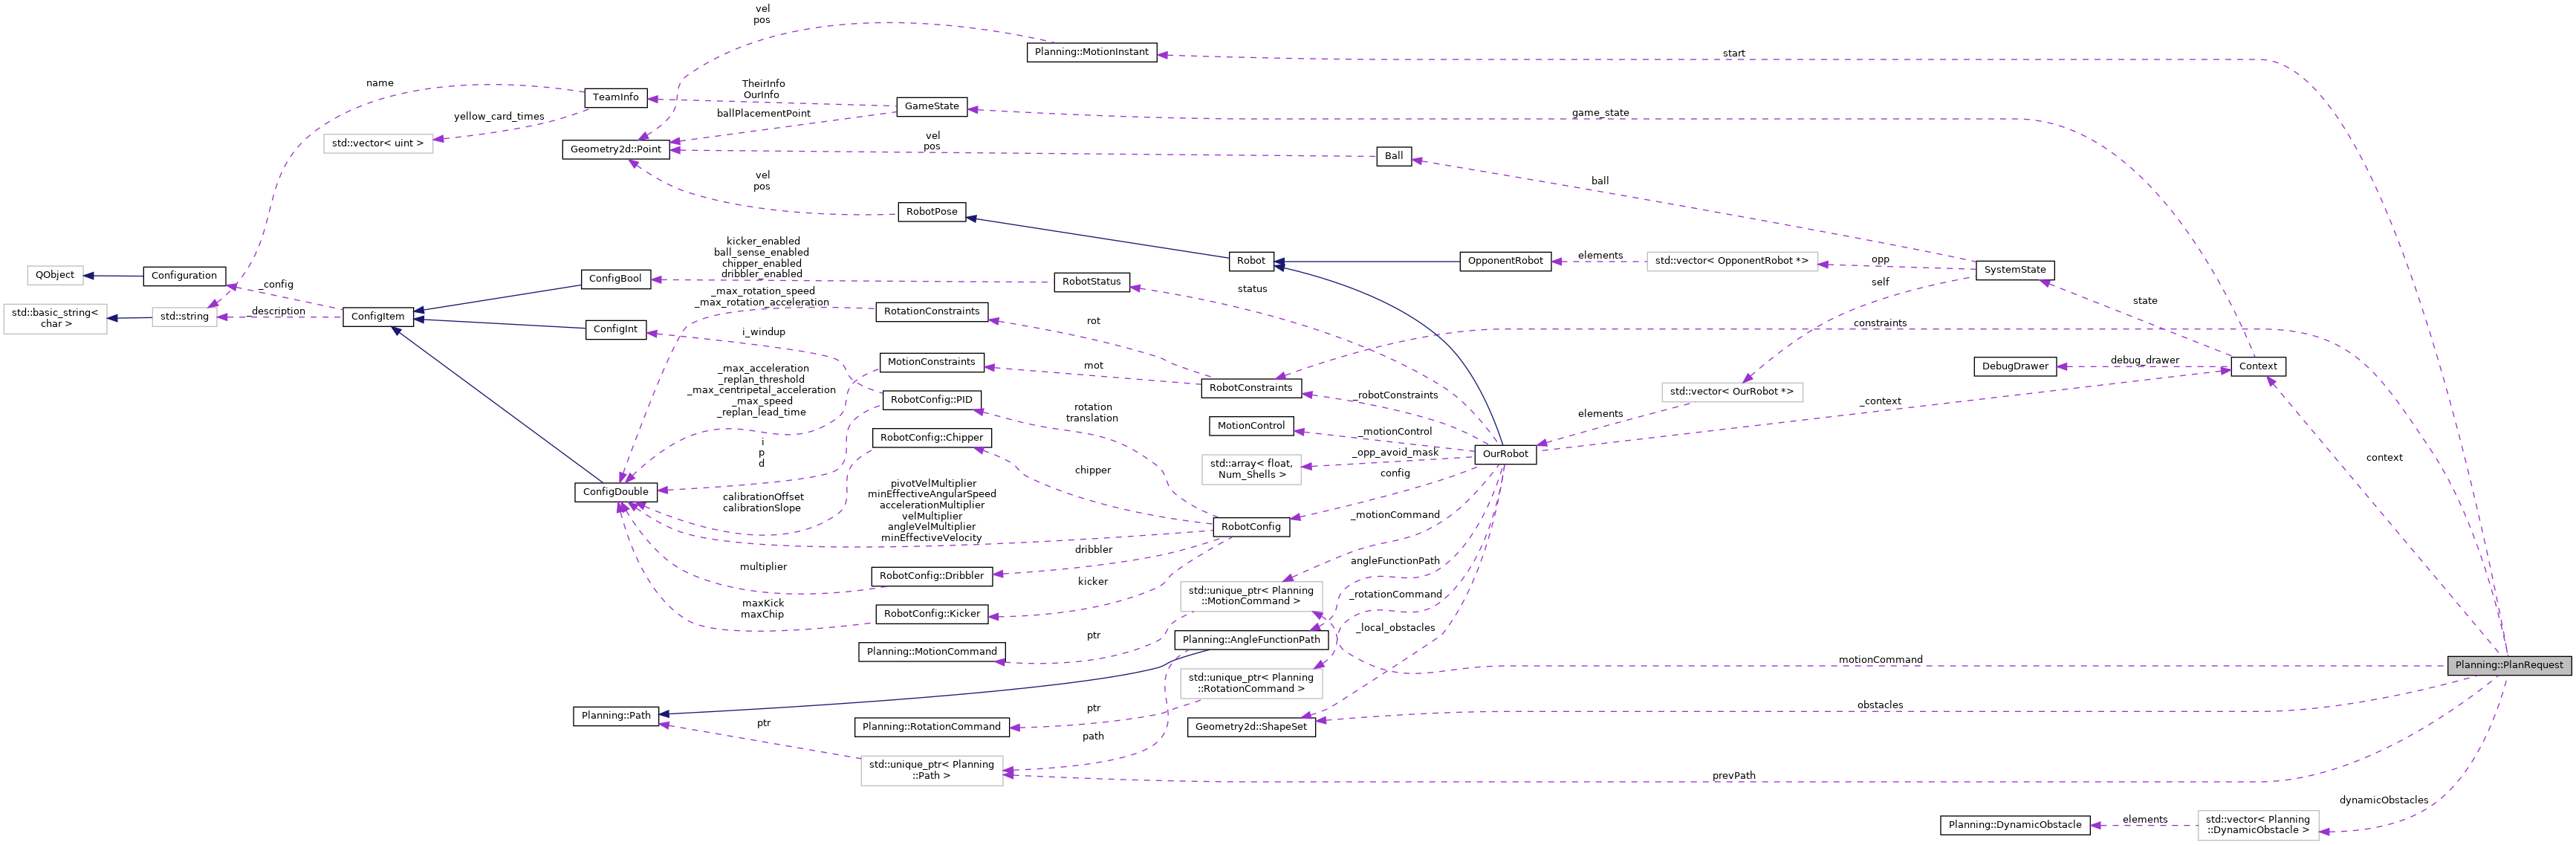 vel
pos
Planning::MotionInstant
start
name
TeamInfo
TheirInfo
OurInfo
GameState
yellow_card_times
ballPlacementPoint
game_state
std::vector< uint >
Geometry2d::Point
vel
pos
Ball
ball
vel
pos
RobotPose
kicker_enabled
ball_sense_enabled
chipper_enabled
dribbler_enabled
Robot
OpponentRobot
elements
std::vector< OpponentRobot *>
opp
SystemState
QObject
Configuration
_config
ConfigBool
RobotStatus
status
self
state
std::basic_string<
char >
std::string
_description
ConfigItem
_max_rotation_speed
_max_rotation_acceleration
RotationConstraints
rot
constraints
ConfigInt
i_windup
MotionConstraints
mot
_max_acceleration
_replan_threshold
_max_centripetal_acceleration
_max_speed
_replan_lead_time
RobotConstraints
_robotConstraints
DebugDrawer
debug_drawer
Context
std::vector< OurRobot *>
_context
RobotConfig::PID
rotation
translation
MotionControl
_motionControl
elements
RobotConfig::Chipper
i
p
d
chipper
std::array< float,
Num_Shells >
_opp_avoid_mask
config
OurRobot
context
ConfigDouble
calibrationOffset
calibrationSlope
pivotVelMultiplier
minEffectiveAngularSpeed
accelerationMultiplier
velMultiplier
angleVelMultiplier
minEffectiveVelocity
RobotConfig
_motionCommand
dribbler
multiplier
RobotConfig::Dribbler
kicker
angleFunctionPath
maxKick
maxChip
RobotConfig::Kicker
std::unique_ptr< Planning
::MotionCommand >
_rotationCommand
ptr
Planning::MotionCommand
Planning::AngleFunctionPath
_local_obstacles
motionCommand
Planning::PlanRequest
std::unique_ptr< Planning
::RotationCommand >
ptr
Planning::Path
ptr
Planning::RotationCommand
path
Geometry2d::ShapeSet
obstacles
std::unique_ptr< Planning
::Path >
prevPath
dynamicObstacles
Planning::DynamicObstacle
elements
std::vector< Planning
::DynamicObstacle >